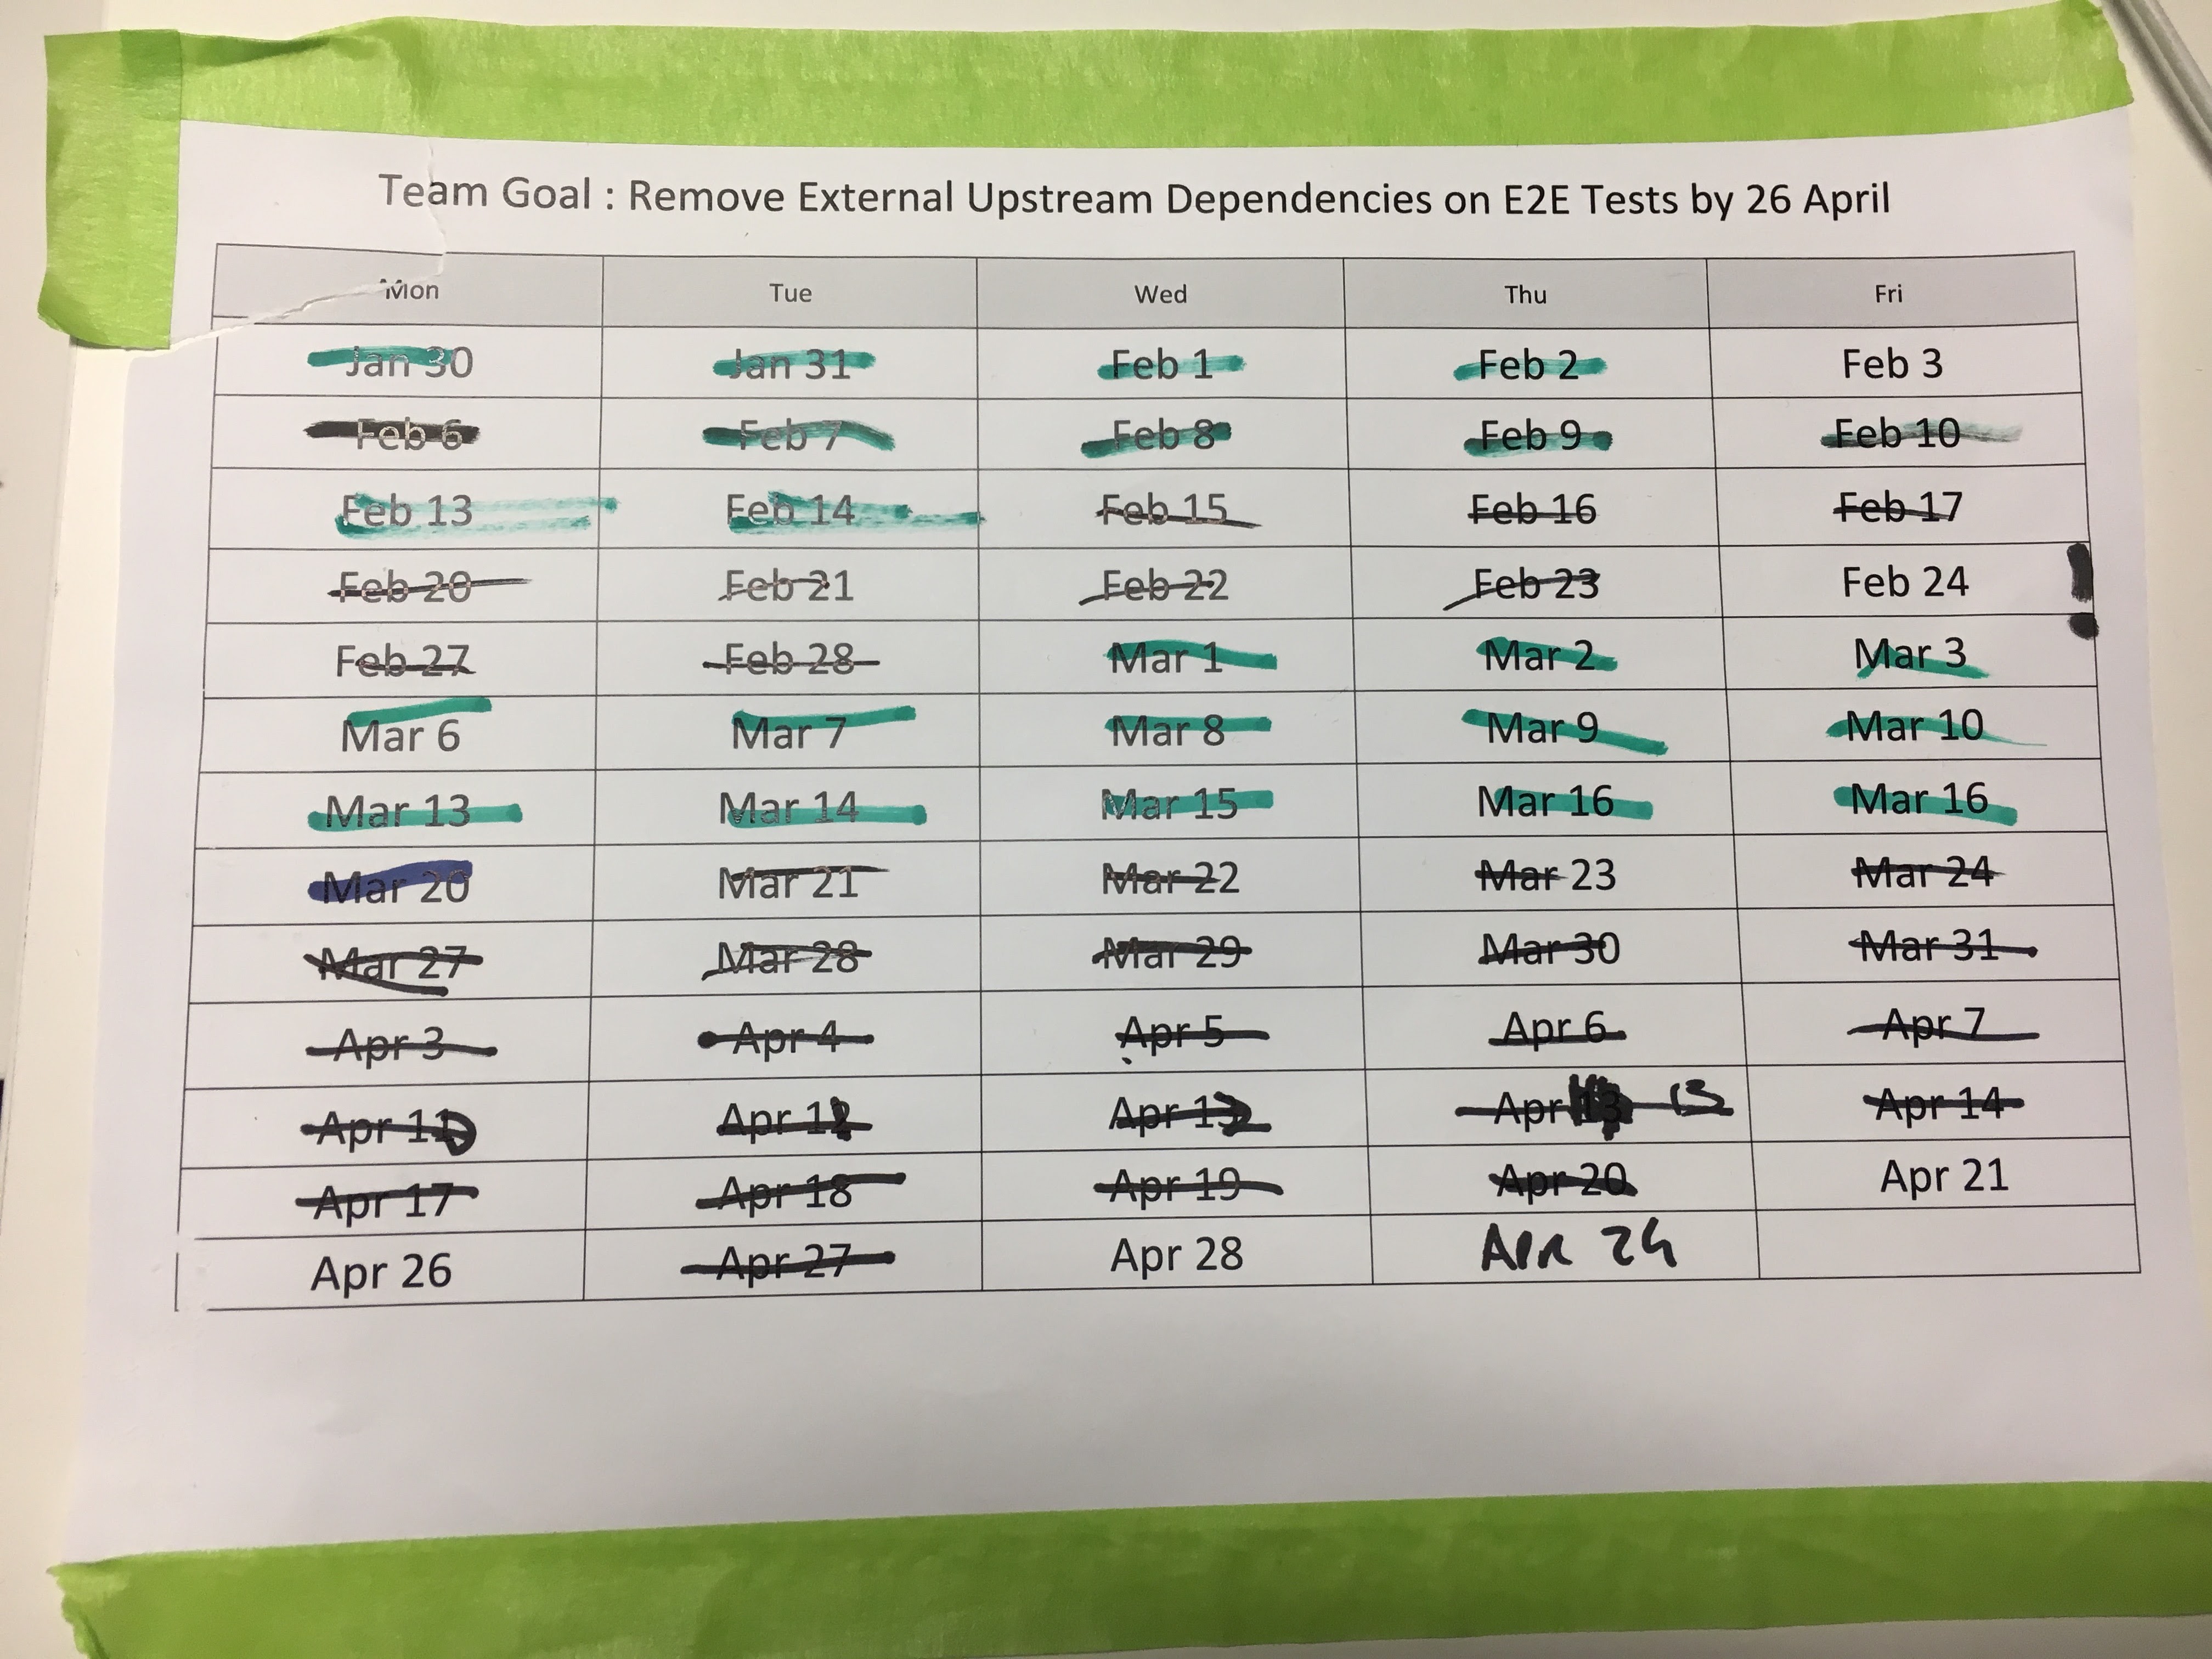 Team Goal : Remove External Upstream Dependencies on E2E Tests by 26 April
Mon Tue Wed Thu Fri
Jan 30 Jan 31 Feb 1 Feb 2 Feb 3
Feb 6 Feb 7 Feb 8 Feb 9 Feb 10
Feb 13 Feb 14 Feb 15 Feb 16 Feb 17
Feb 20 Feb 21 Feb 22 Feb 23 Feb 24 !
Feb 27 Feb 28 Mar 1 Mar 2 Mar 3
Mar 6 Mar 7 Mar 8 Mar 9 Mar 10
Mar 13 Mar 14 Mar 15 Mar 16 Mar 16
Mar 20 Mar 21 Mar 22 Mar 23 Mar 24
Mar 27 Mar 28 Mar 29 Mar 30 Mar 31
Apr 3 Apr 4 Apr 5 Apr 6 Apr 7
Apr 10 Apr 11 Apr 12 Apr 13 Apr 14
Apr 17 Apr 18 Apr 19 Apr 20 Apr 21
Apr 26 Apr 27 Apr 28 APR 24